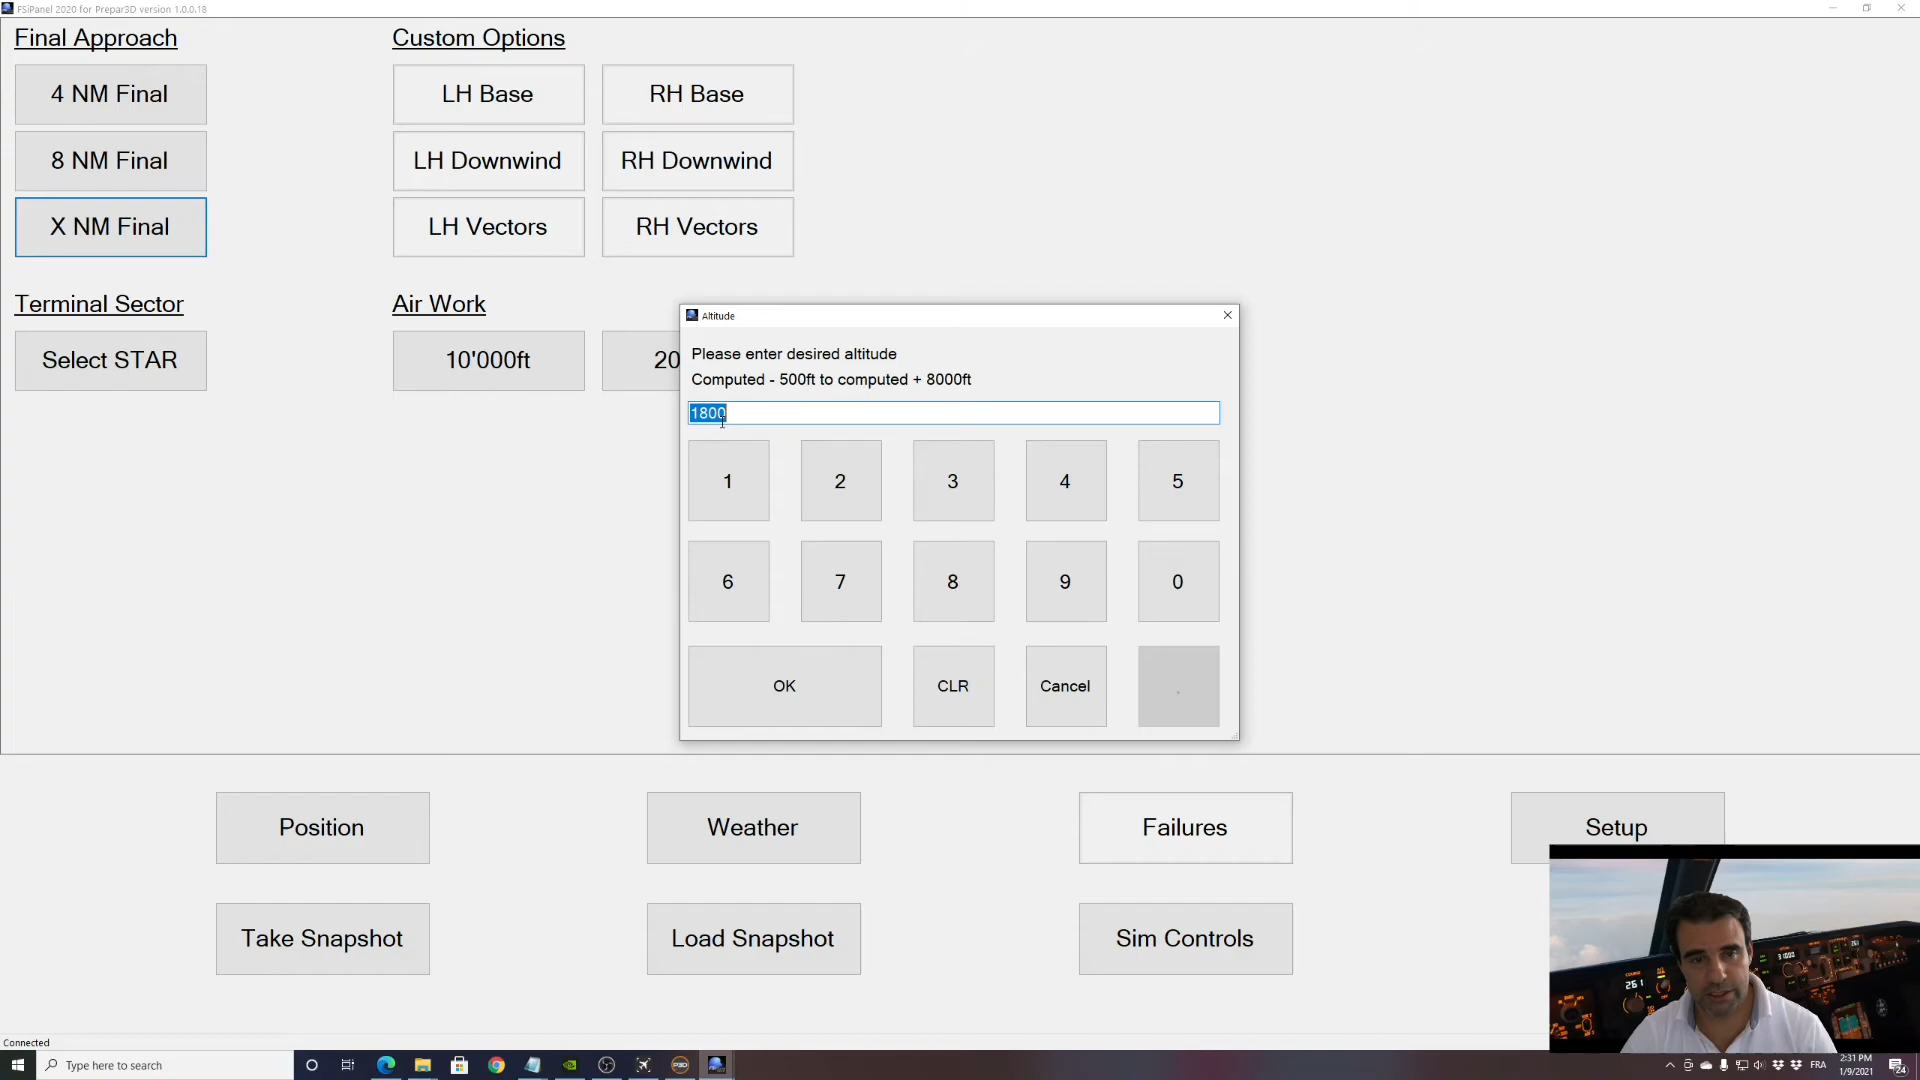 FSiPanel 2020 for Prepar3D version 1.0.0.18
Final Approach
Custom Options
4 NM Final
LH Base
RH Base
8 NM Final
LH Downwind
RH Downwind
X NM Final
LH Vectors
RH Vectors
Terminal Sector
Air Work
Select STAR
10'000ft
20
Altitude
Please enter desired altitude
Computed - 500ft to computed + 8000ft
1800
1
2
3
4
5
6
7
8
9
0
OK
CLR
Cancel
.
Position
Weather
Failures
Setup
Take Snapshot
Load Snapshot
Sim Controls
COURSE
261
Connected
Type here to search
P3D
FRA
2:31 PM
1/9/2021
24